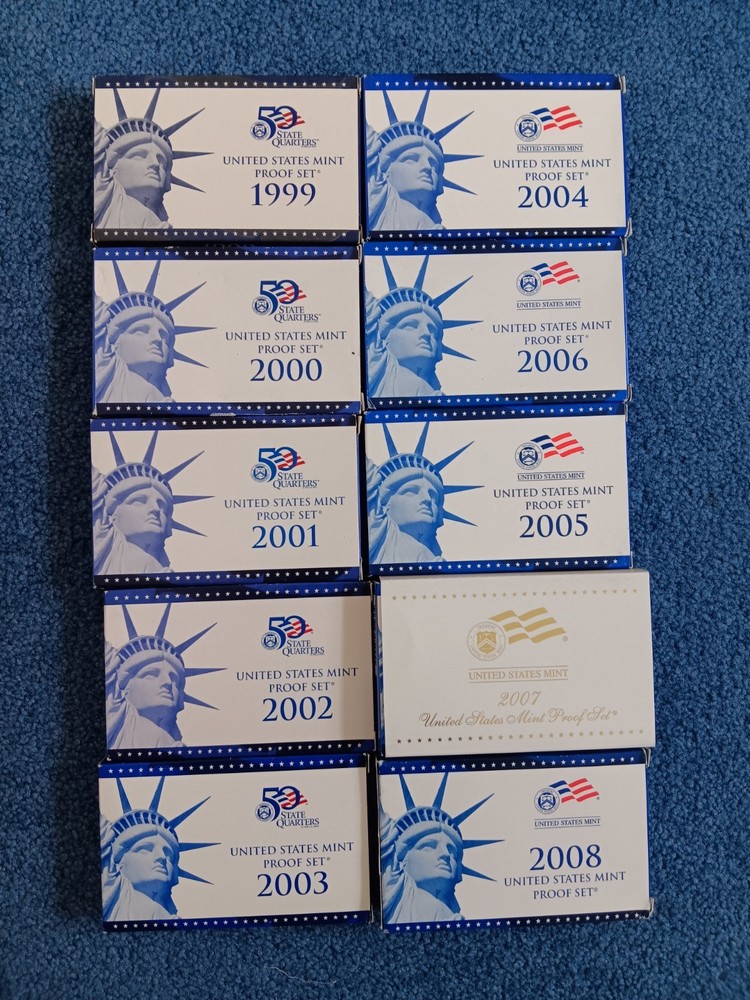 50
STATE
QUARTERS™
UNITED STATES MINT
PROOF SET®
1999
50
STATE
QUARTERS™
UNITED STATES MINT
PROOF SET®
2000
50
STATE
QUARTERS™
UNITED STATES MINT
PROOF SET®
2001
50
STATE
QUARTERS
UNITED STATES MINT
PROOF SET®
2002
50
STATE
QUARTERS
UNITED STATES MINT
PROOF SET®
2003
UNITED STATES MINT
UNITED STATES MINT
PROOF SET®
2004
UNITED STATES MINT
UNITED STATES MINT
PROOF SET®
2006
UNITED STATES MINT
UNITED STATES MINT
PROOF SET®
2005
UNITED STATES MINT
2007
United States Mint Proof Set®
UNITED STATES MINT
2008
UNITED STATES MINT
PROOF SET®